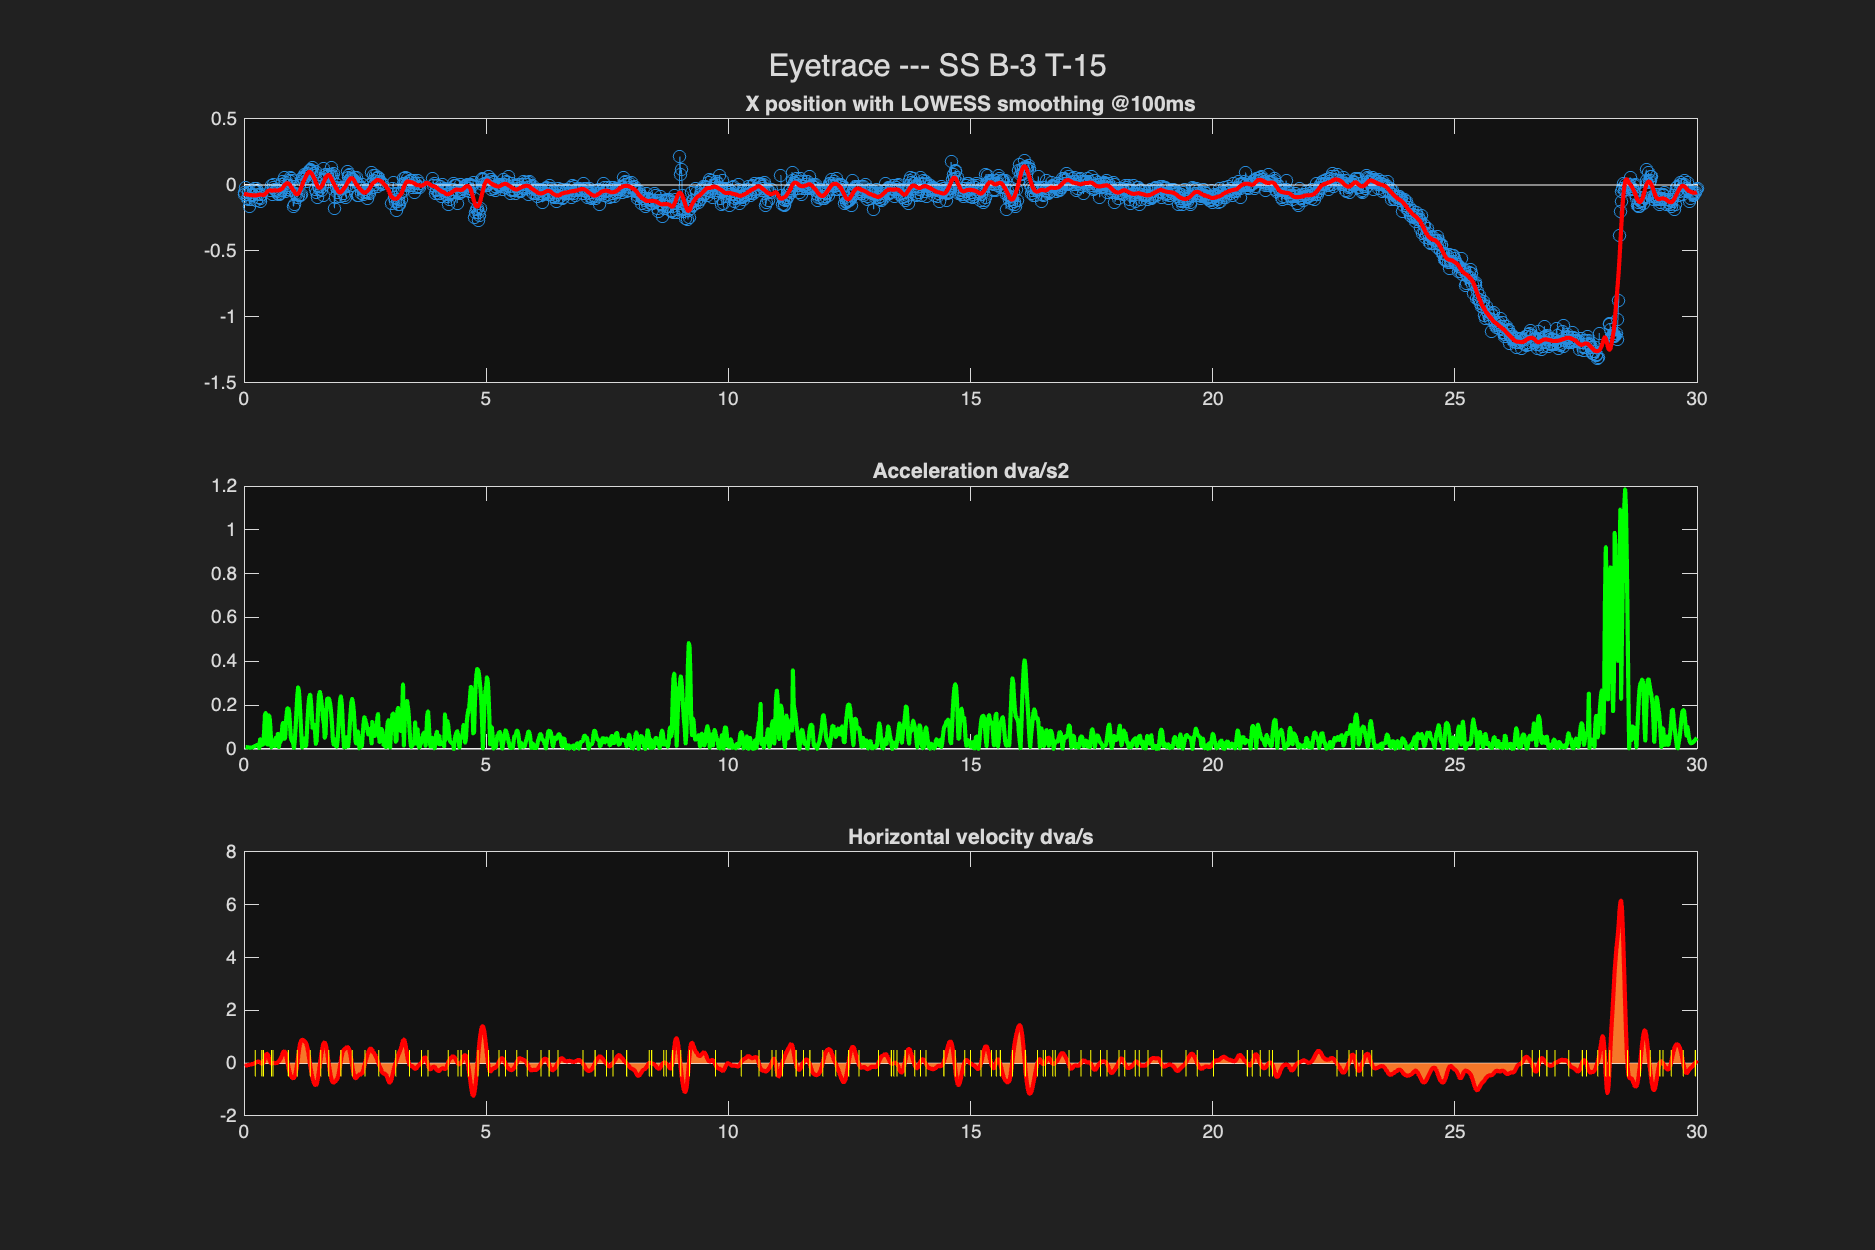 Eyetrace --- SS B-3 T-15
X position with LOWESS smoothing @100ms
0.5
0
-0.5
-1
-1.5
0 5 10 15 20 25 30
Acceleration dva/s2
1.2
1
0.8
0.6
0.4
0.2
0
0 5 10 15 20 25 30
Horizontal velocity dva/s
8
6
4
2
0
-2
0 5 10 15 20 25 30